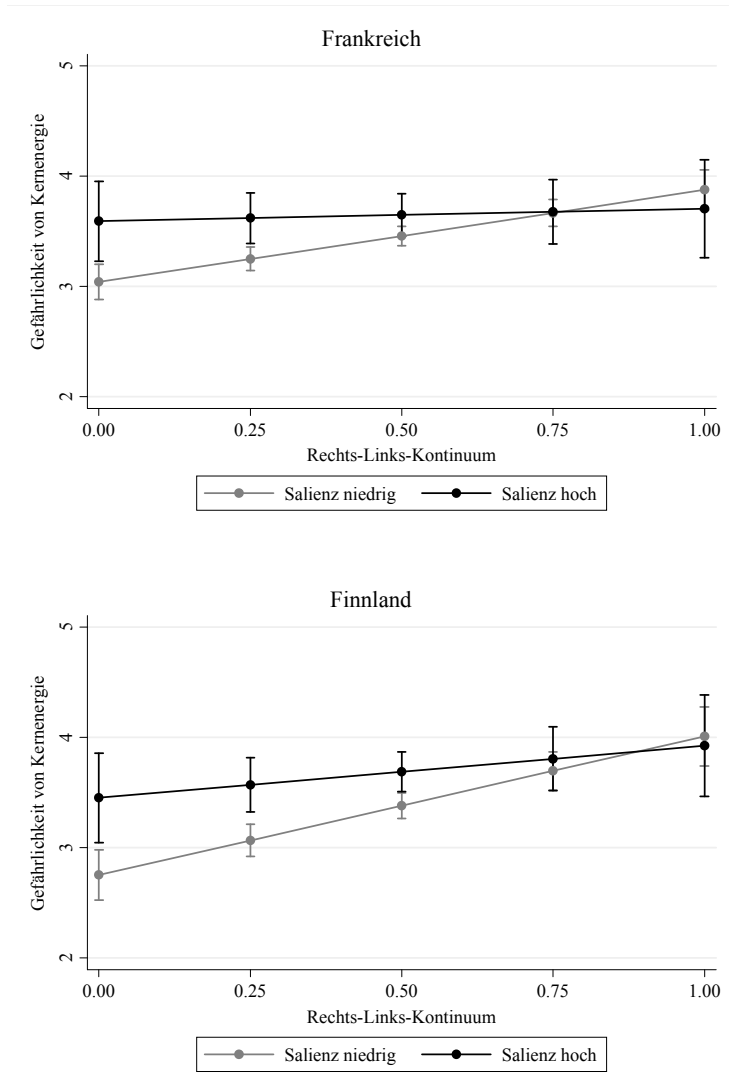 Frankreich
Gefährlichkeit von Kernenergie
5
4
3
2
0.00 0.25 0.50 0.75 1.00
Rechts-Links-Kontinuum
Salienz niedrig Salienz hoch
Finnland
Gefährlichkeit von Kernenergie
5
4
3
2
0.00 0.25 0.50 0.75 1.00
Rechts-Links-Kontinuum
Salienz niedrig Salienz hoch